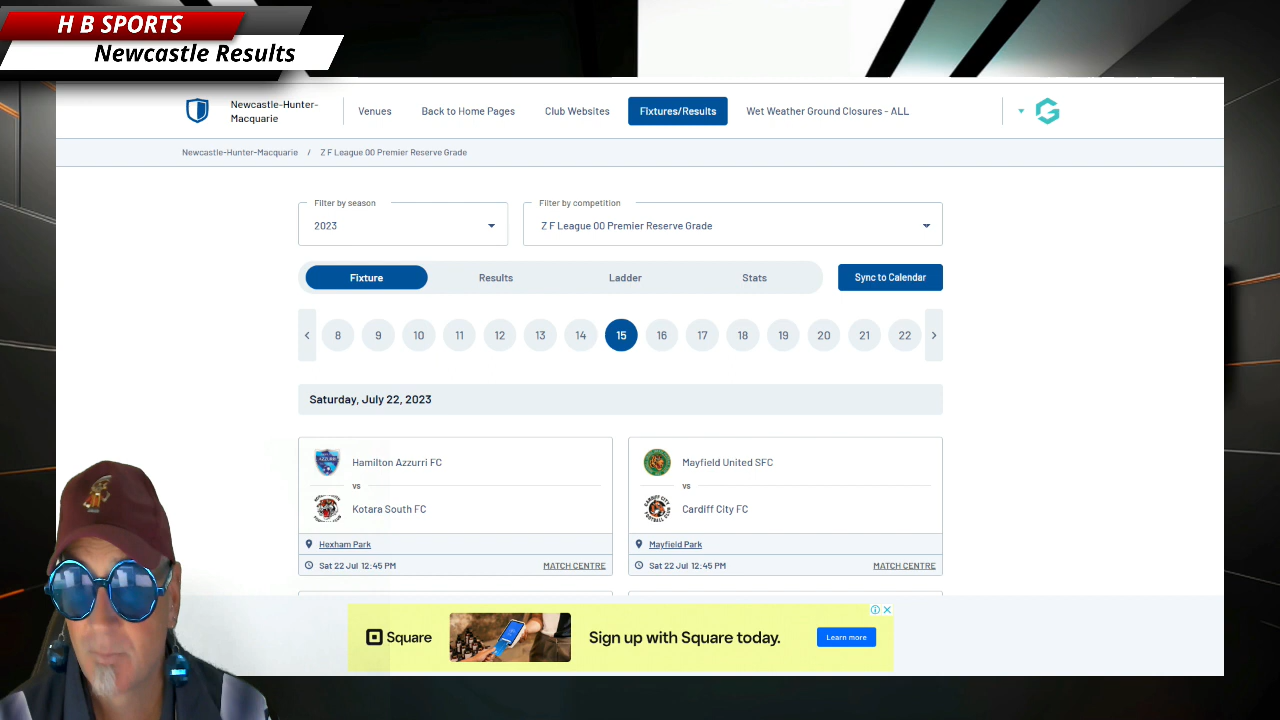 H B SPORTS
Newcastle Results
Newcastle-Hunter-
Macquarie
Venues
Back to Home Pages
Club Websites
Fixtures/Results
Wet Weather Ground Closures - ALL
Newcastle-Hunter-Macquarie / Z F League 00 Premier Reserve Grade
Filter by season
2023
Filter by competition
Z F League 00 Premier Reserve Grade
Fixture
Results
Ladder
Stats
Sync to Calendar
8 9 10 11 12 13 14 15 16 17 18 19 20 21 22
Saturday, July 22, 2023
Hamilton Azzurri FC
vs
Kotara South FC
Hexham Park
Sat 22 Jul 12:45 PM
MATCH CENTRE
Mayfield United SFC
vs
Cardiff City FC
Mayfield Park
Sat 22 Jul 12:45 PM
MATCH CENTRE
Square
Sign up with Square today.
Learn more